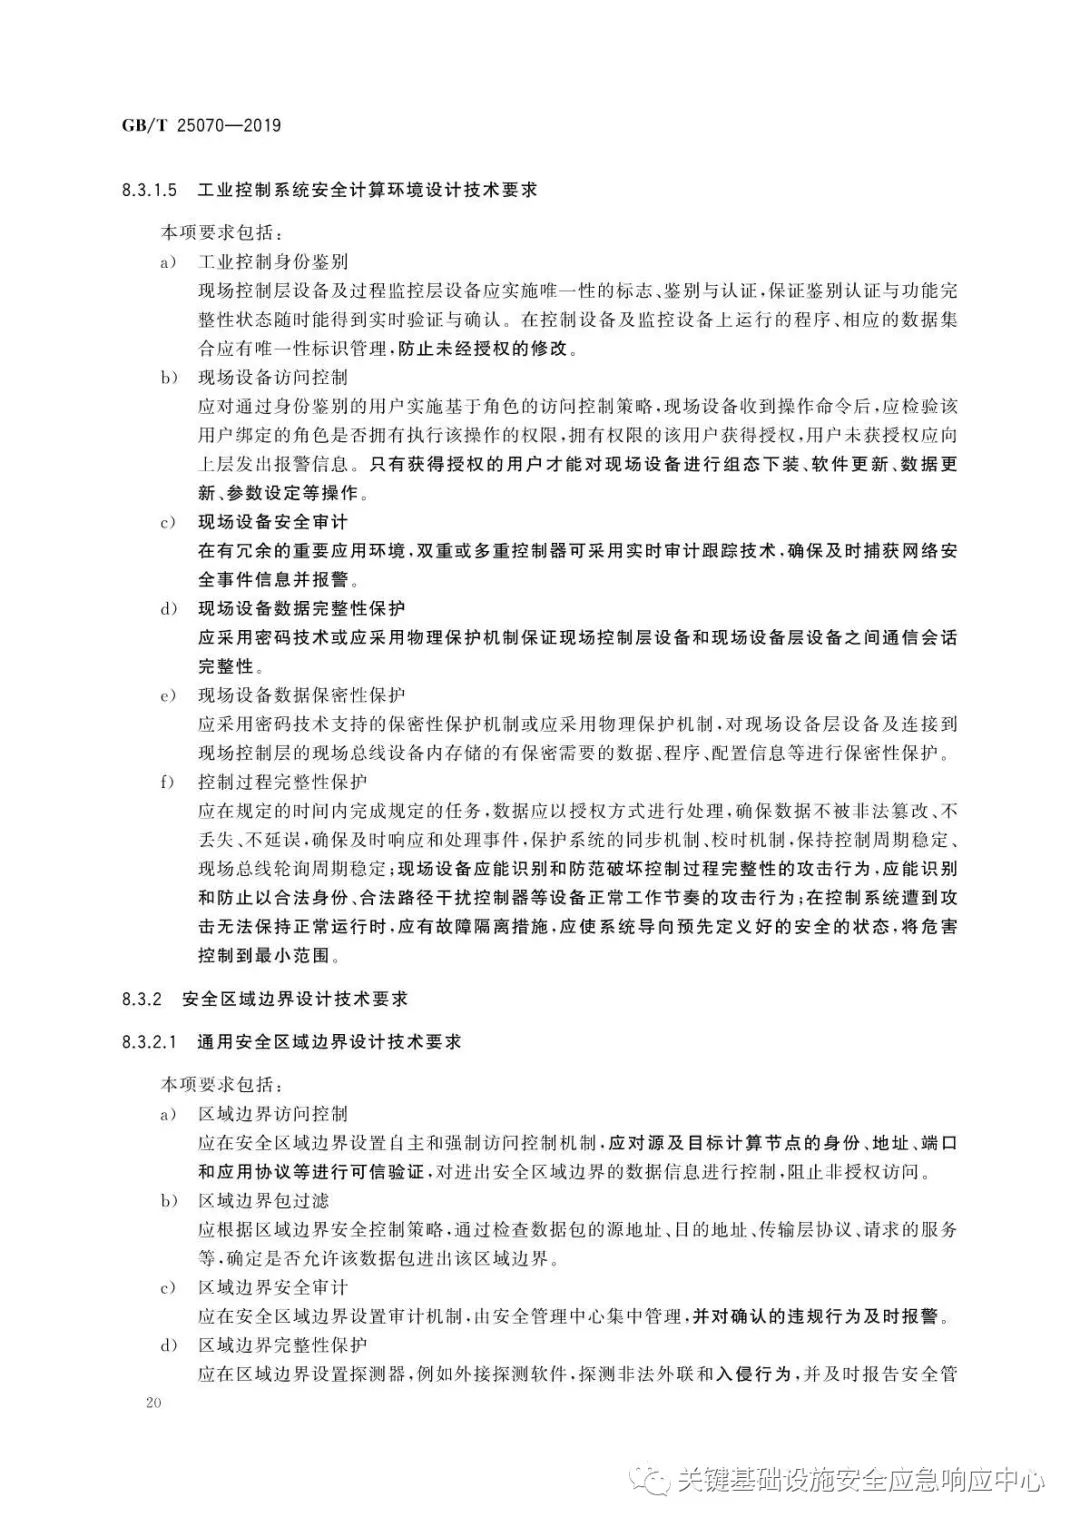 GB/T 25070—2019
8.3.1.5 工业控制系统安全计算环境设计技术要求
本项要求包括:
a) 工业控制身份鉴别
现场控制层设备及过程监控层设备应实施唯一性的标志、鉴别与认证,保证鉴别认证与功能完
整性状态随时能得到实时验证与确认。在控制设备及监控设备上运行的程序、相应的数据集
合应有唯一性标识管理,防止未经授权的修改。
b) 现场设备访问控制
应对通过身份鉴别的用户实施基于角色的访问控制策略,现场设备收到操作命令后,应检验该
用户绑定的角色是否拥有执行该操作的权限,拥有权限的该用户获得授权,用户未获授权应向
上层发出报警信息。只有获得授权的用户才能对现场设备进行组态下装、软件更新、数据更
新、参数设定等操作。
c) 现场设备安全审计
在有冗余的重要应用环境,双重或多重控制器可采用实时审计跟踪技术,确保及时捕获网络安
全事件信息并报警。
d) 现场设备数据完整性保护
应采用密码技术或应采用物理保护机制保证现场控制层设备和现场设备层设备之间通信会话
完整性。
e) 现场设备数据保密性保护
应采用密码技术支持的保密性保护机制或应采用物理保护机制,对现场设备层设备及连接到
现场控制层的现场总线设备内存储的有保密需要的数据、程序、配置信息等进行保密性保护。
f) 控制过程完整性保护
应在规定的时间内完成规定的任务,数据应以授权方式进行处理,确保数据不被非法篡改、不
丢失、不延误,确保及时响应和处理事件,保护系统的同步机制、校时机制,保持控制周期稳定、
现场总线轮询周期稳定;现场设备应能识别和防范破坏控制过程完整性的攻击行为,应能识别
和防止以合法身份、合法路径干扰控制器等设备正常工作节奏的攻击行为;在控制系统遭到攻
击无法保持正常运行时,应有故障隔离措施,应使系统导向预先定义好的安全的状态,将危害
控制到最小范围。
8.3.2 安全区域边界设计技术要求
8.3.2.1 通用安全区域边界设计技术要求
本项要求包括:
a) 区域边界访问控制
应在安全区域边界设置自主和强制访问控制机制,应对源及目标计算节点的身份、地址、端口
和应用协议等进行可信验证,对进出安全区域边界的数据信息进行控制,阻止非授权访问。
b) 区域边界包过滤
应根据区域边界安全控制策略,通过检查数据包的源地址、目的地址、传输层协议、请求的服务
等,确定是否允许该数据包进出该区域边界。
c) 区域边界安全审计
应在安全区域边界设置审计机制,由安全管理中心集中管理,并对确认的违规行为及时报警。
d) 区域边界完整性保护
应在区域边界设置探测器,例如外接探测软件,探测非法外联和入侵行为,并及时报告安全管
20
关键基础设施安全应急响应中心